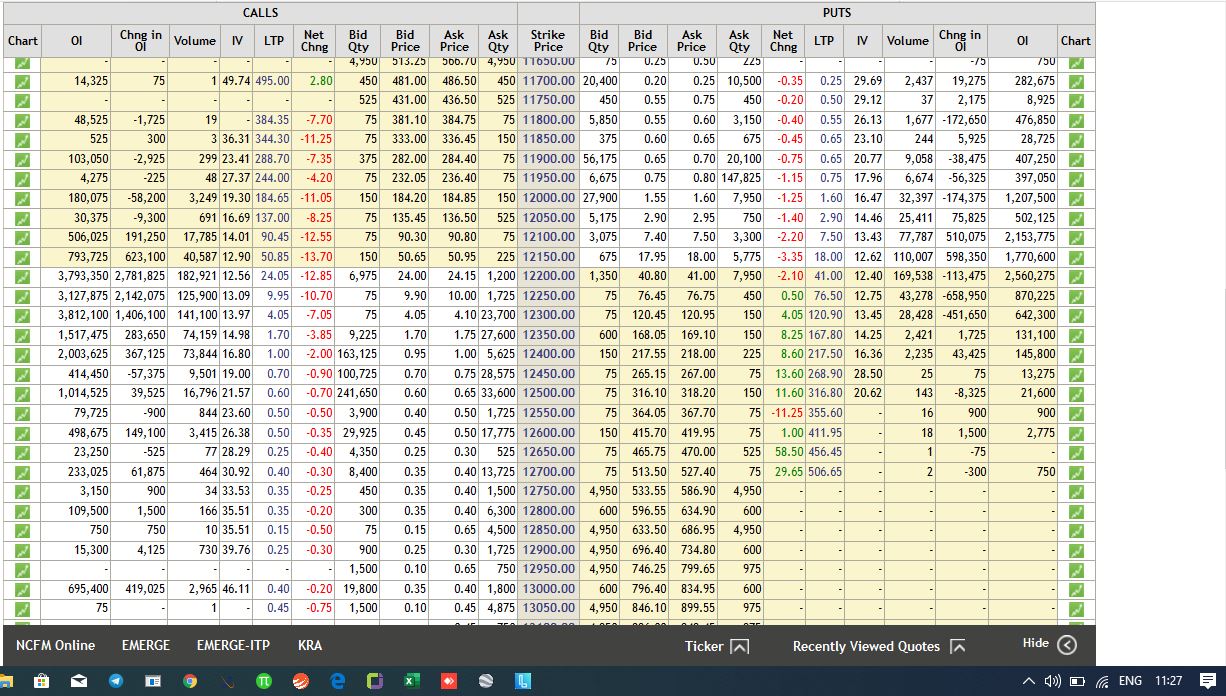 CALLS PUTS
Chart OI Chng in OI Volume IV LTP Net Chng Bid Qty Bid Price Ask Price Ask Qty Strike Price Bid Qty Bid Price Ask Price Ask Qty Net Chng LTP IV Volume Chng in OI OI Chart
- - - - - - 4,950 513.25 566.70 4,950 11650.00 75 0.25 0.50 225 - - - - -75 750
14,325 75 1 49.74 495.00 2.80 450 481.00 486.50 450 11700.00 20,400 0.20 0.25 10,500 -0.35 0.25 29.69 2,437 19,275 282,675
- - - - - - 525 431.00 436.50 525 11750.00 450 0.55 0.75 450 -0.20 0.50 29.12 37 2,175 8,925
48,525 -1,725 19 - 384.35 -7.70 75 381.10 384.75 75 11800.00 5,850 0.55 0.60 3,150 -0.40 0.55 26.13 1,677 -172,650 476,850
525 300 3 36.31 344.30 -11.25 75 333.00 336.45 150 11850.00 375 0.60 0.65 675 -0.45 0.65 23.10 244 5,925 28,725
103,050 -2,925 299 23.41 288.70 -7.35 375 282.00 284.40 75 11900.00 56,175 0.65 0.70 20,100 -0.75 0.65 20.77 9,058 -38,475 407,250
4,275 -225 48 27.37 244.00 -4.20 75 232.05 236.40 75 11950.00 6,675 0.75 0.80 147,825 -1.15 0.75 17.96 6,674 -56,325 397,050
180,075 -58,200 3,249 19.30 184.65 -11.05 150 184.20 184.85 150 12000.00 27,900 1.55 1.60 7,950 -1.25 1.60 16.47 32,397 -174,375 1,207,500
30,375 -9,300 691 16.69 137.00 -8.25 75 135.45 136.50 525 12050.00 5,175 2.90 2.95 750 -1.40 2.90 14.46 25,411 75,825 502,125
506,025 191,250 17,785 14.01 90.45 -12.55 75 90.30 90.80 75 12100.00 3,075 7.40 7.50 3,300 -2.20 7.50 13.43 77,787 510,075 2,153,775
793,725 623,100 40,587 12.90 50.85 -13.70 150 50.65 50.95 225 12150.00 675 17.95 18.00 5,775 -3.35 18.00 12.62 110,007 598,350 1,770,600
3,793,350 2,781,825 182,921 12.56 24.05 -12.85 6,975 24.00 24.15 1,200 12200.00 1,350 40.80 41.00 7,950 -2.10 41.00 12.40 169,538 -113,475 2,560,275
3,127,875 2,142,075 125,900 13.09 9.95 -10.70 75 9.90 10.00 1,725 12250.00 75 76.45 76.75 450 0.50 76.50 12.75 43,278 -658,950 870,225
3,812,100 1,406,100 141,100 13.97 4.05 -7.05 75 4.05 4.10 23,700 12300.00 75 120.45 120.95 150 4.05 120.90 13.45 28,428 -451,650 642,300
1,517,475 283,650 74,159 14.98 1.70 -3.85 9,225 1.70 1.75 27,600 12350.00 600 168.05 169.10 150 8.25 167.80 14.25 2,421 1,725 131,100
2,003,625 367,125 73,844 16.80 1.00 -2.00 163,125 0.95 1.00 5,625 12400.00 150 217.55 218.00 225 8.60 217.50 16.36 2,235 43,425 145,800
414,450 -57,375 9,501 19.00 0.70 -0.90 100,725 0.70 0.75 28,575 12450.00 75 265.15 267.00 75 13.60 268.90 28.50 25 75 13,275
1,014,525 39,525 16,796 21.57 0.60 -0.70 241,650 0.60 0.65 33,600 12500.00 75 316.10 318.20 150 11.60 316.80 20.62 143 -8,325 21,600
79,725 -900 844 23.60 0.50 -0.50 3,900 0.40 0.50 1,725 12550.00 75 364.05 367.70 75 -11.25 355.60 - 16 900 900
498,675 149,100 3,415 26.38 0.50 -0.35 29,925 0.45 0.50 17,775 12600.00 150 415.70 419.95 75 1.00 411.95 - 18 1,500 2,775
23,250 -525 77 28.29 0.25 -0.40 4,350 0.25 0.30 525 12650.00 75 465.75 470.00 525 58.50 456.45 - 1 -75 -
233,025 61,875 464 30.92 0.40 -0.30 8,400 0.35 0.40 13,725 12700.00 75 513.50 527.40 75 29.65 506.65 - 2 -300 750
3,150 900 34 33.53 0.35 -0.25 450 0.35 0.40 1,500 12750.00 4,950 533.55 586.90 4,950 - - - - - -
109,500 1,500 166 35.51 0.35 -0.20 300 0.35 0.40 6,300 12800.00 600 596.55 634.90 600 - - - - - -
750 750 10 35.51 0.15 -0.50 75 0.15 0.65 4,500 12850.00 4,950 633.50 686.95 4,950 - - - - - -
15,300 4,125 730 39.76 0.25 -0.30 900 0.25 0.30 1,725 12900.00 4,950 696.40 734.80 600 - - - - - -
- - - - - - 1,500 0.10 0.65 750 12950.00 4,950 746.25 799.65 975 - - - - - -
695,400 419,025 2,965 46.11 0.40 -0.20 19,800 0.35 0.40 1,800 13000.00 600 796.40 834.95 600 - - - - - -
75 - 1 - 0.45 -0.75 1,500 0.10 0.45 4,875 13050.00 4,950 846.10 899.55 975 - - - - - -
NCFM Online EMERGE EMERGE-ITP KRA Ticker Recently Viewed Quotes Hide
ENG 11:27